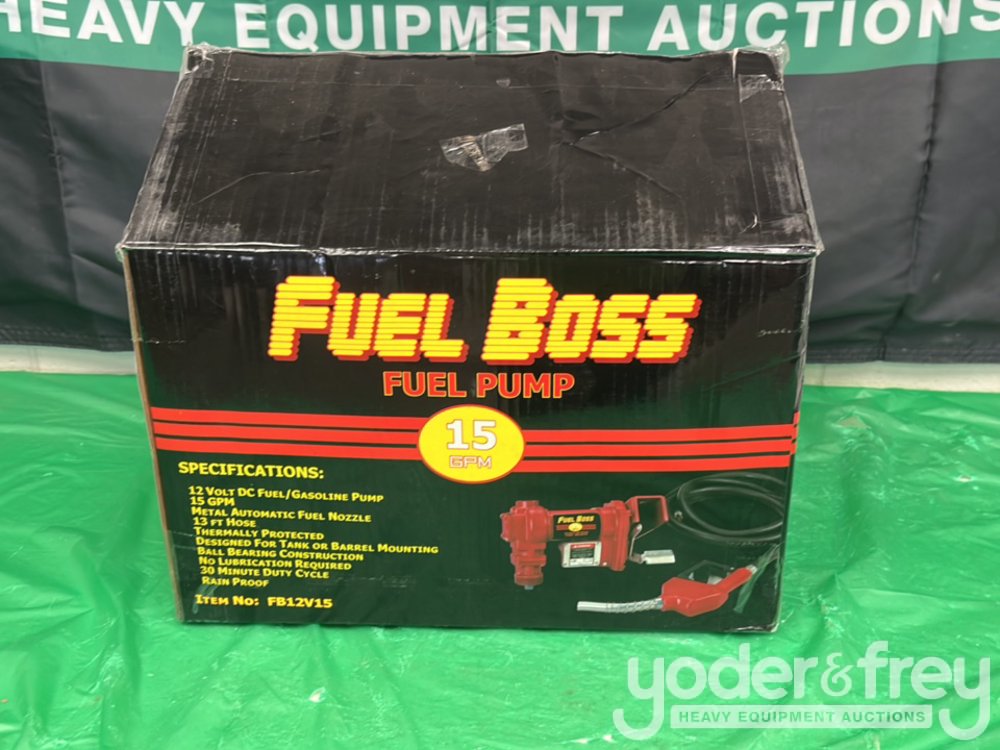 HEAVY EQUIPMENT AUCTIONS
FUEL BOSS
FUEL PUMP
15
GPM
SPECIFICATIONS:
12 VOLT DC FUEL/GASOLINE PUMP
15 GPM
METAL AUTOMATIC FUEL NOZZLE
13 FT HOSE
THERMALLY PROTECTED
DESIGNED FOR TANK OR BARREL MOUNTING
BALL BEARING CONSTRUCTION
NO LUBRICATION REQUIRED
30 MINUTE DUTY CYCLE
RAIN PROOF
ITEM NO: FB12V15
FUEL BOSS
yoder&frey
HEAVY EQUIPMENT AUCTIONS